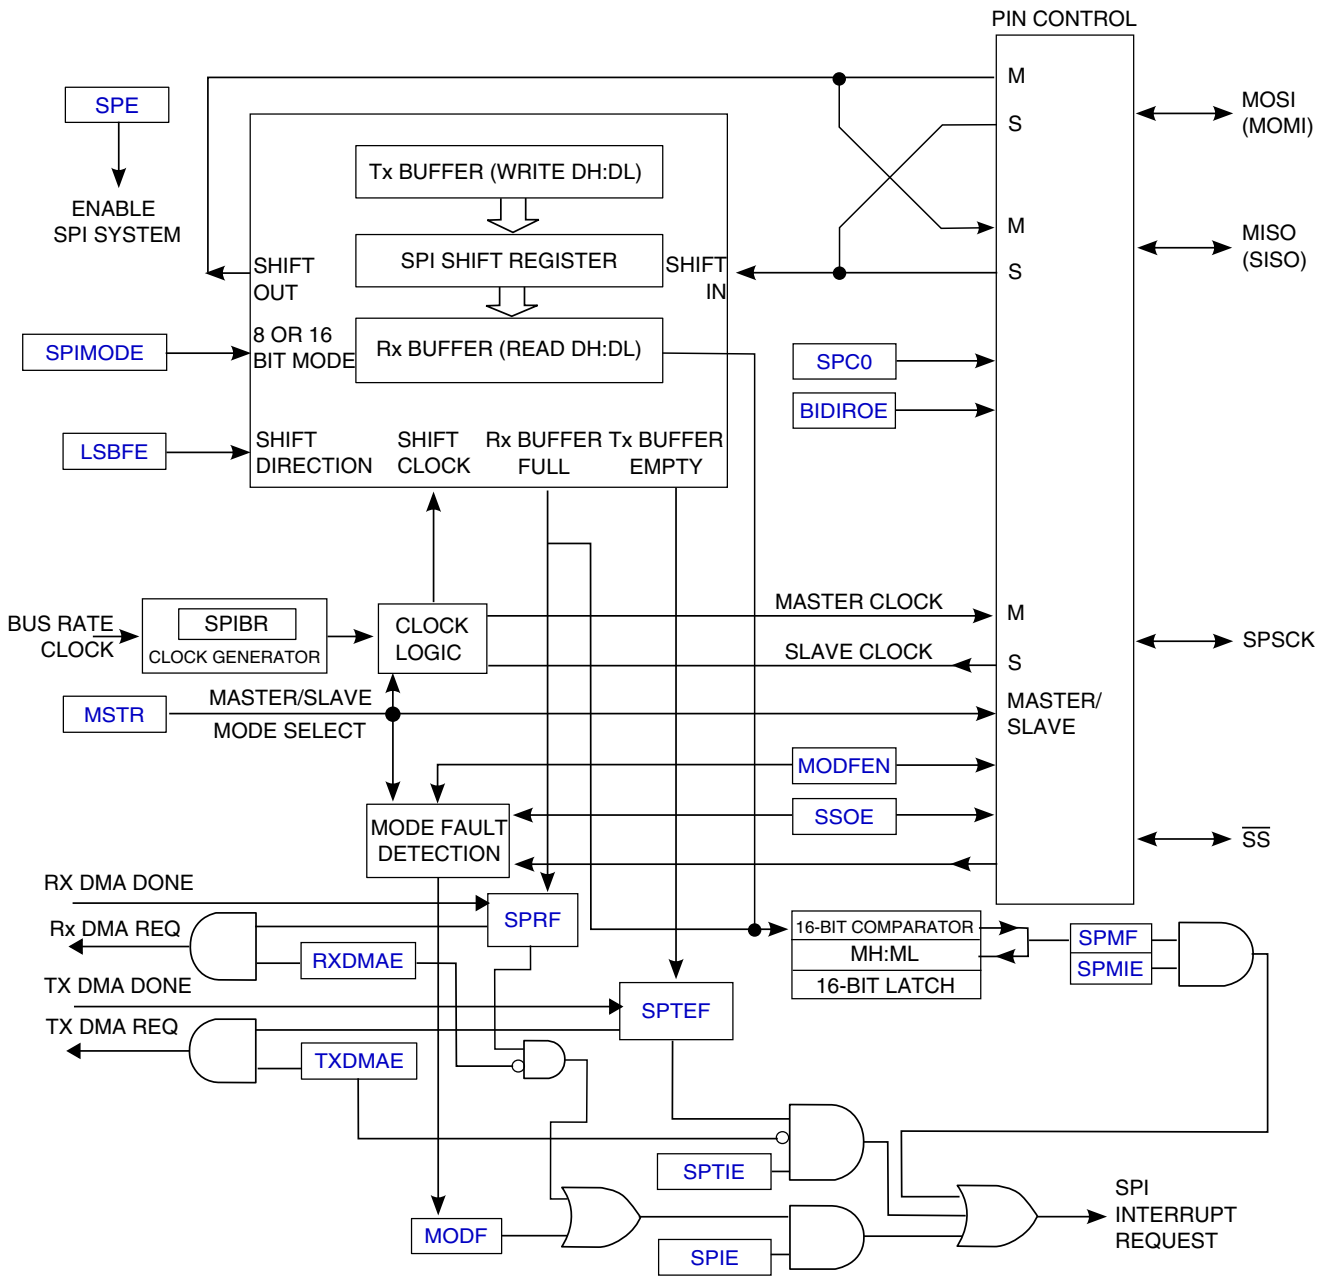 PIN CONTROL
M
SPE
MOSI
(MOMI)
S
Tx BUFFER (WRITE DH:DL)
ENABLE
SPI SYSTEM
M
MISO
(SISO)
SPI SHIFT REGISTER
SHIFT
OUT
SHIFT
IN
S
8 OR 16
BIT MODE
SPIMODE
Rx BUFFER (READ DH:DL)
SPC0
BIDIROE
LSBFE
SHIFT
DIRECTION
SHIFT
CLOCK
Rx BUFFER
FULL
Tx BUFFER
EMPTY
BUS RATE
CLOCK
SPIBR
CLOCK GENERATOR
CLOCK
LOGIC
MASTER CLOCK
M
SLAVE CLOCK
S
SPSCK
MSTR
MASTER/SLAVE
MODE SELECT
MASTER/
SLAVE
MODFEN
SSOE
MODE FAULT
DETECTION
SS
RX DMA DONE
SPRF
Rx DMA REQ
RXDMAE
16-BIT COMPARATOR
MH:ML
16-BIT LATCH
SPMF
SPMIE
TX DMA DONE
SPTEF
TX DMA REQ
TXDMAE
SPTIE
SPI
INTERRUPT
REQUEST
MODF
SPIE